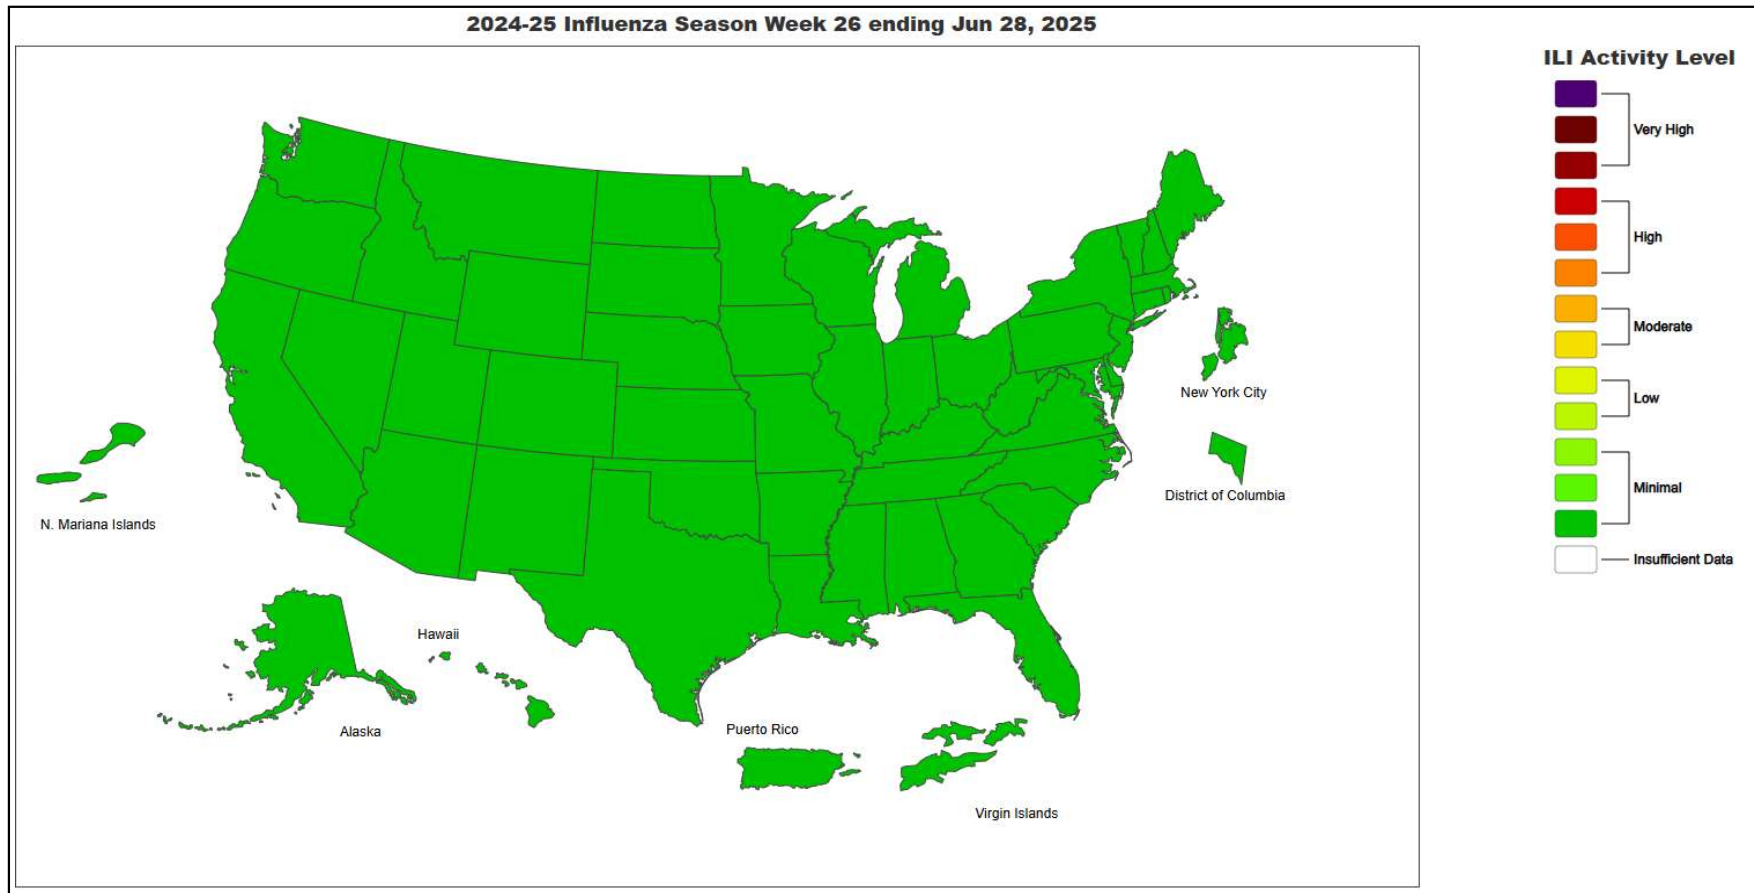 2024-25 Influenza Season Week 26 ending Jun 28, 2025
ILI Activity Level
Very High
High
Moderate
Low
Minimal
Insufficient Data
New York City
District of Columbia
N. Mariana Islands
Hawaii
Alaska
Puerto Rico
Virgin Islands